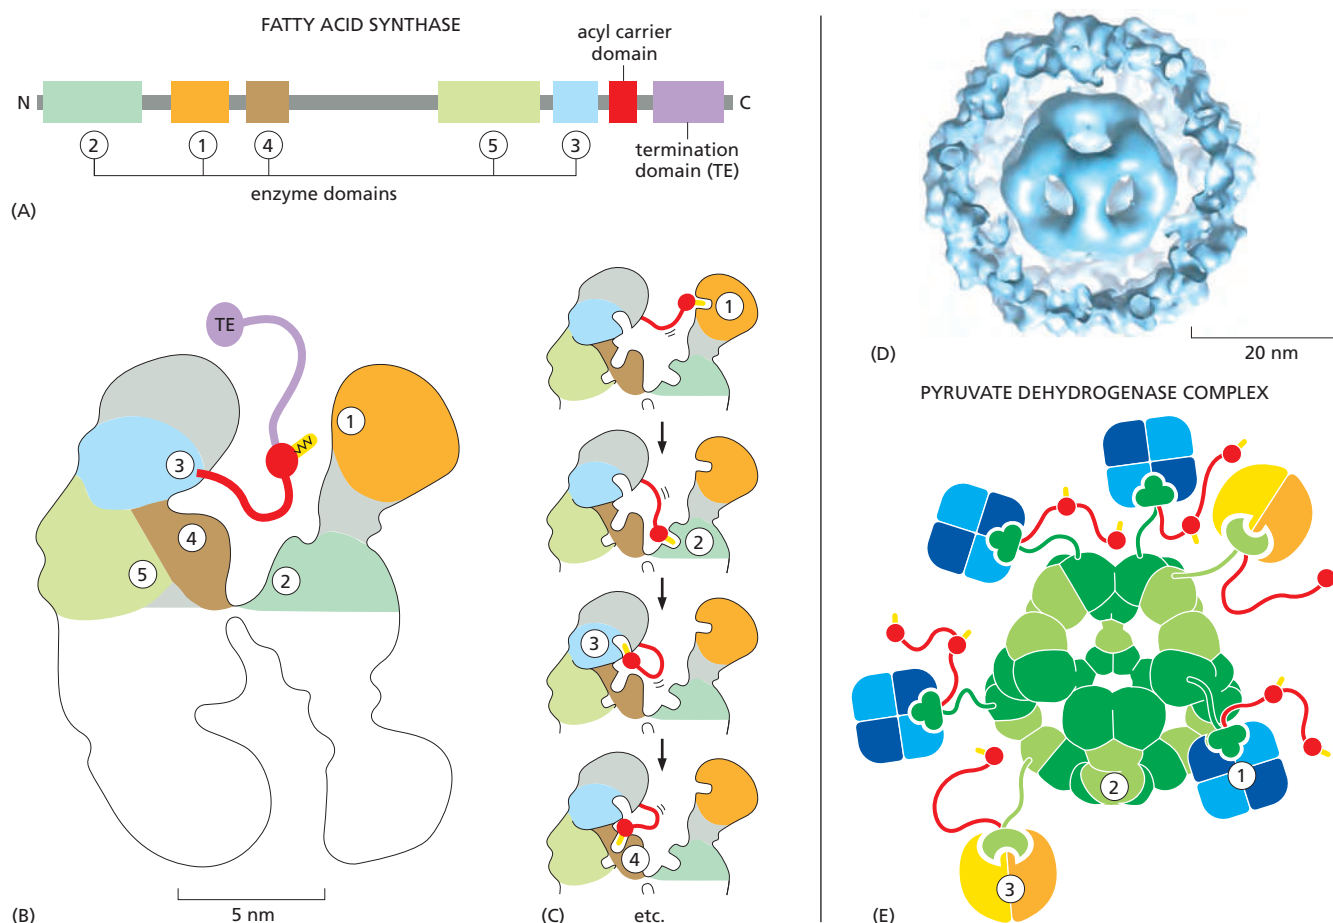 FATTY ACID SYNTHASE
acyl carrier
domain
N
C
2
1
4
5
3
enzyme domains
termination
domain (TE)
(A)
TE
1
3
4
5
2
5 nm
(B)
1
2
3
4
(C)
etc.
20 nm
(D)
PYRUVATE DEHYDROGENASE COMPLEX
1
2
3
(E)